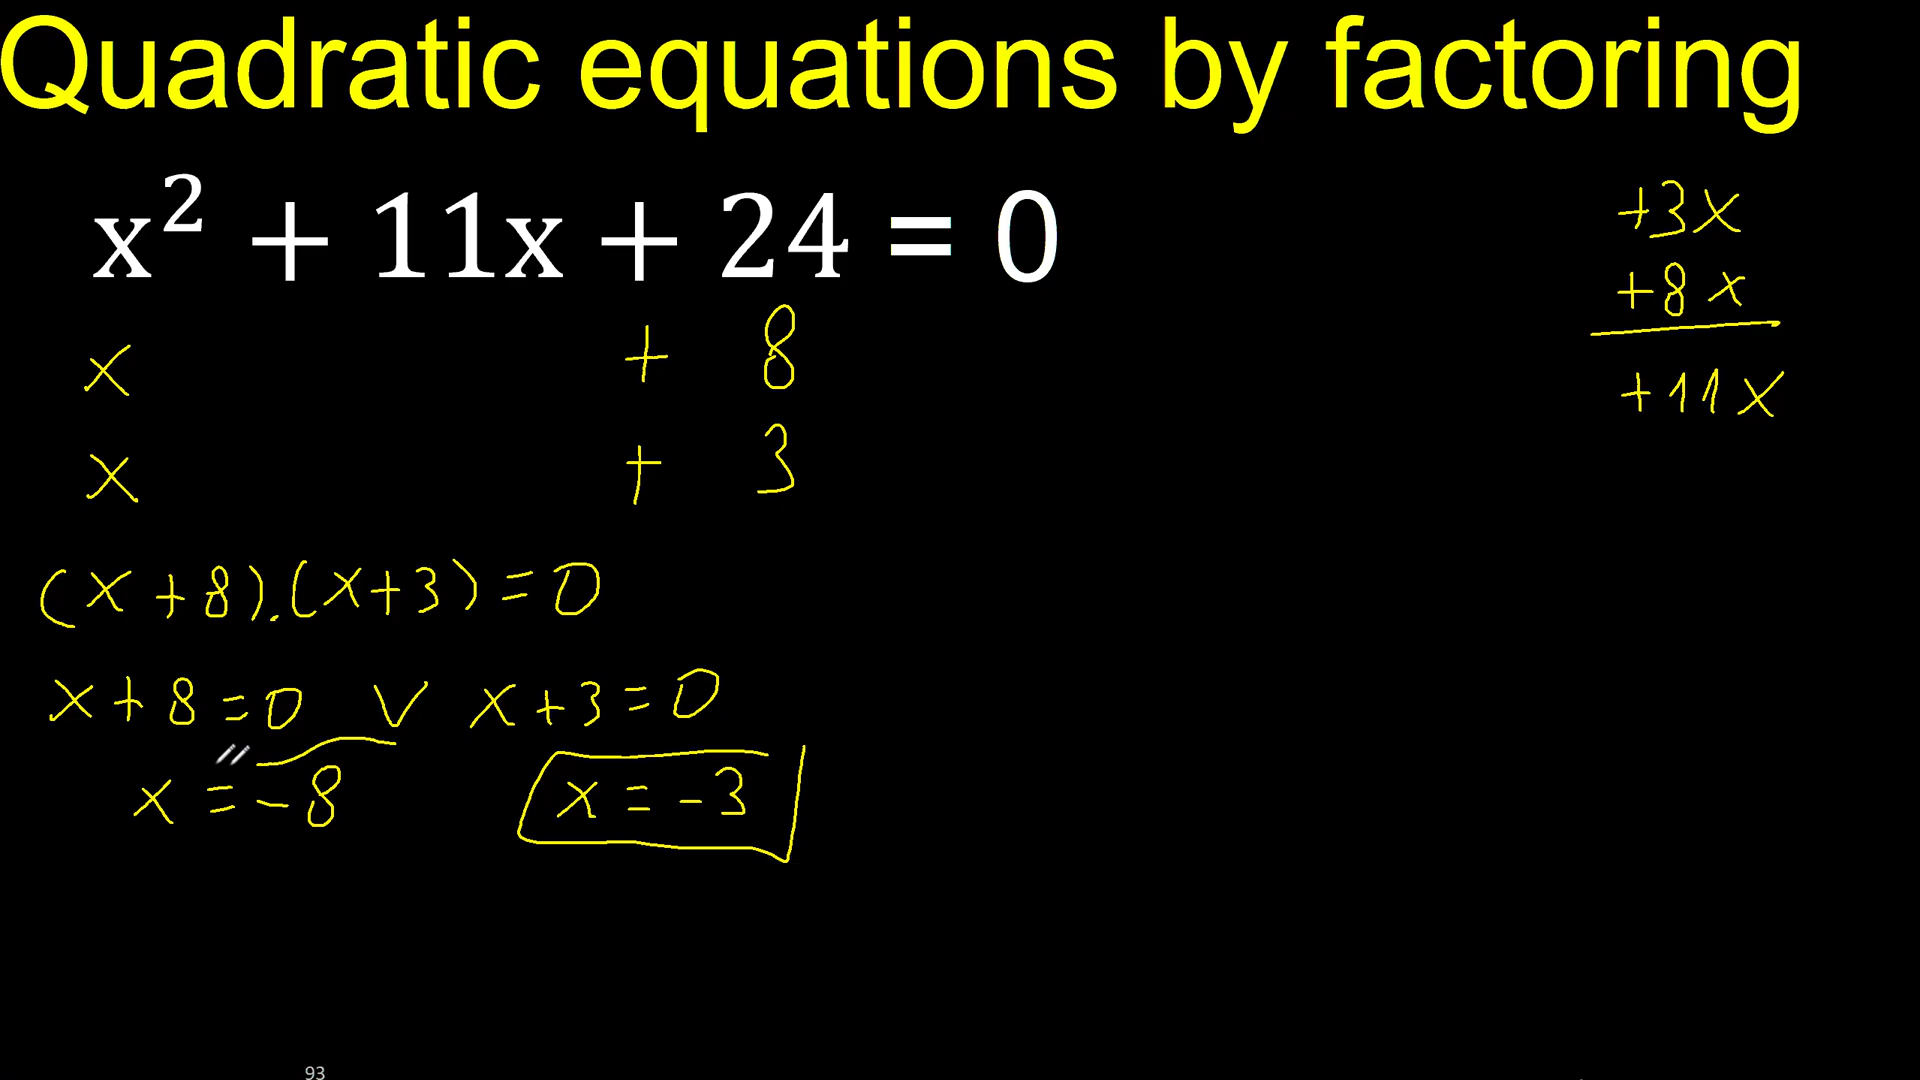 Quadratic equations by factoring
x² + 11x + 24 = 0
x + 8
x + 3
+3x
+8x
+11x
(x+8).(x+3)=0
x+8=0 V x+3=0
x=-8 x=-3
93